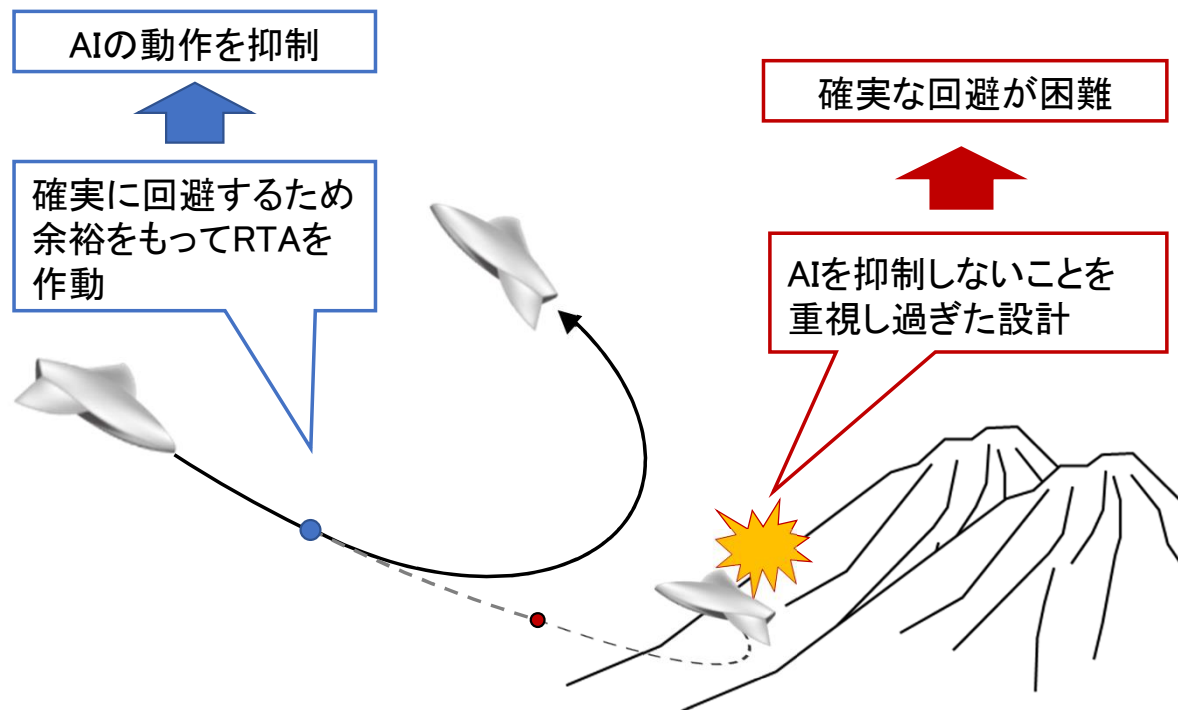 AIの動作を抑制
確実に回避するため
余裕をもってRTAを
作動
確実な回避が困難
AIを抑制しないことを
重視し過ぎた設計